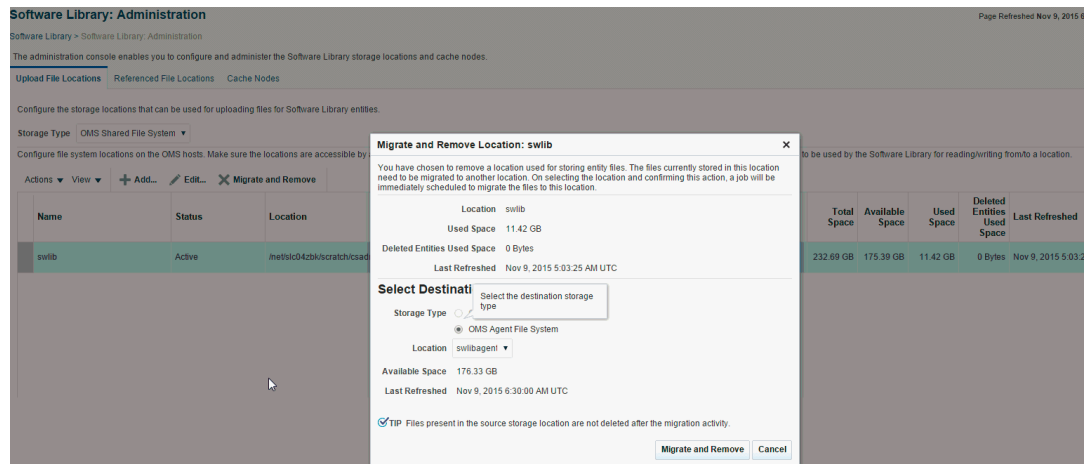 Software Library: Administration
Page Refreshed Nov 9, 2015 6
Software Library > Software Library: Administration
The administration console enables you to configure and administer the Software Library storage locations and cache nodes.
Upload File Locations Referenced File Locations Cache Nodes
Configure the storage locations that can be used for uploading files for Software Library entities.
Storage Type OMS Shared File System
Configure file system locations on the OMS hosts. Make sure the locations are accessible by
to be used by the Software Library for reading/writing from/to a location.
Actions View Add... Edit... Migrate and Remove
Name Status Location
Total Space Available Space Used Space Deleted Entities Used Space Last Refreshed
swlib Active /net/slc04zbk/scratch/csad
232.69 GB 175.39 GB 11.42 GB 0 Bytes Nov 9, 2015 5:03:2
Migrate and Remove Location: swlib
You have chosen to remove a location used for storing entity files. The files currently stored in this location
need to be migrated to another location. On selecting the location and confirming this action, a job will be
immediately scheduled to migrate the files to this location.
Location swlib
Used Space 11.42 GB
Deleted Entities Used Space 0 Bytes
Last Refreshed Nov 9, 2015 5:03:25 AM UTC
Select Destinati
Select the destination storage
type
Storage Type
OMS Agent File System
Location swlibagent
Available Space 176.33 GB
Last Refreshed Nov 9, 2015 6:30:00 AM UTC
TIP Files present in the source storage location are not deleted after the migration activity.
Migrate and Remove Cancel